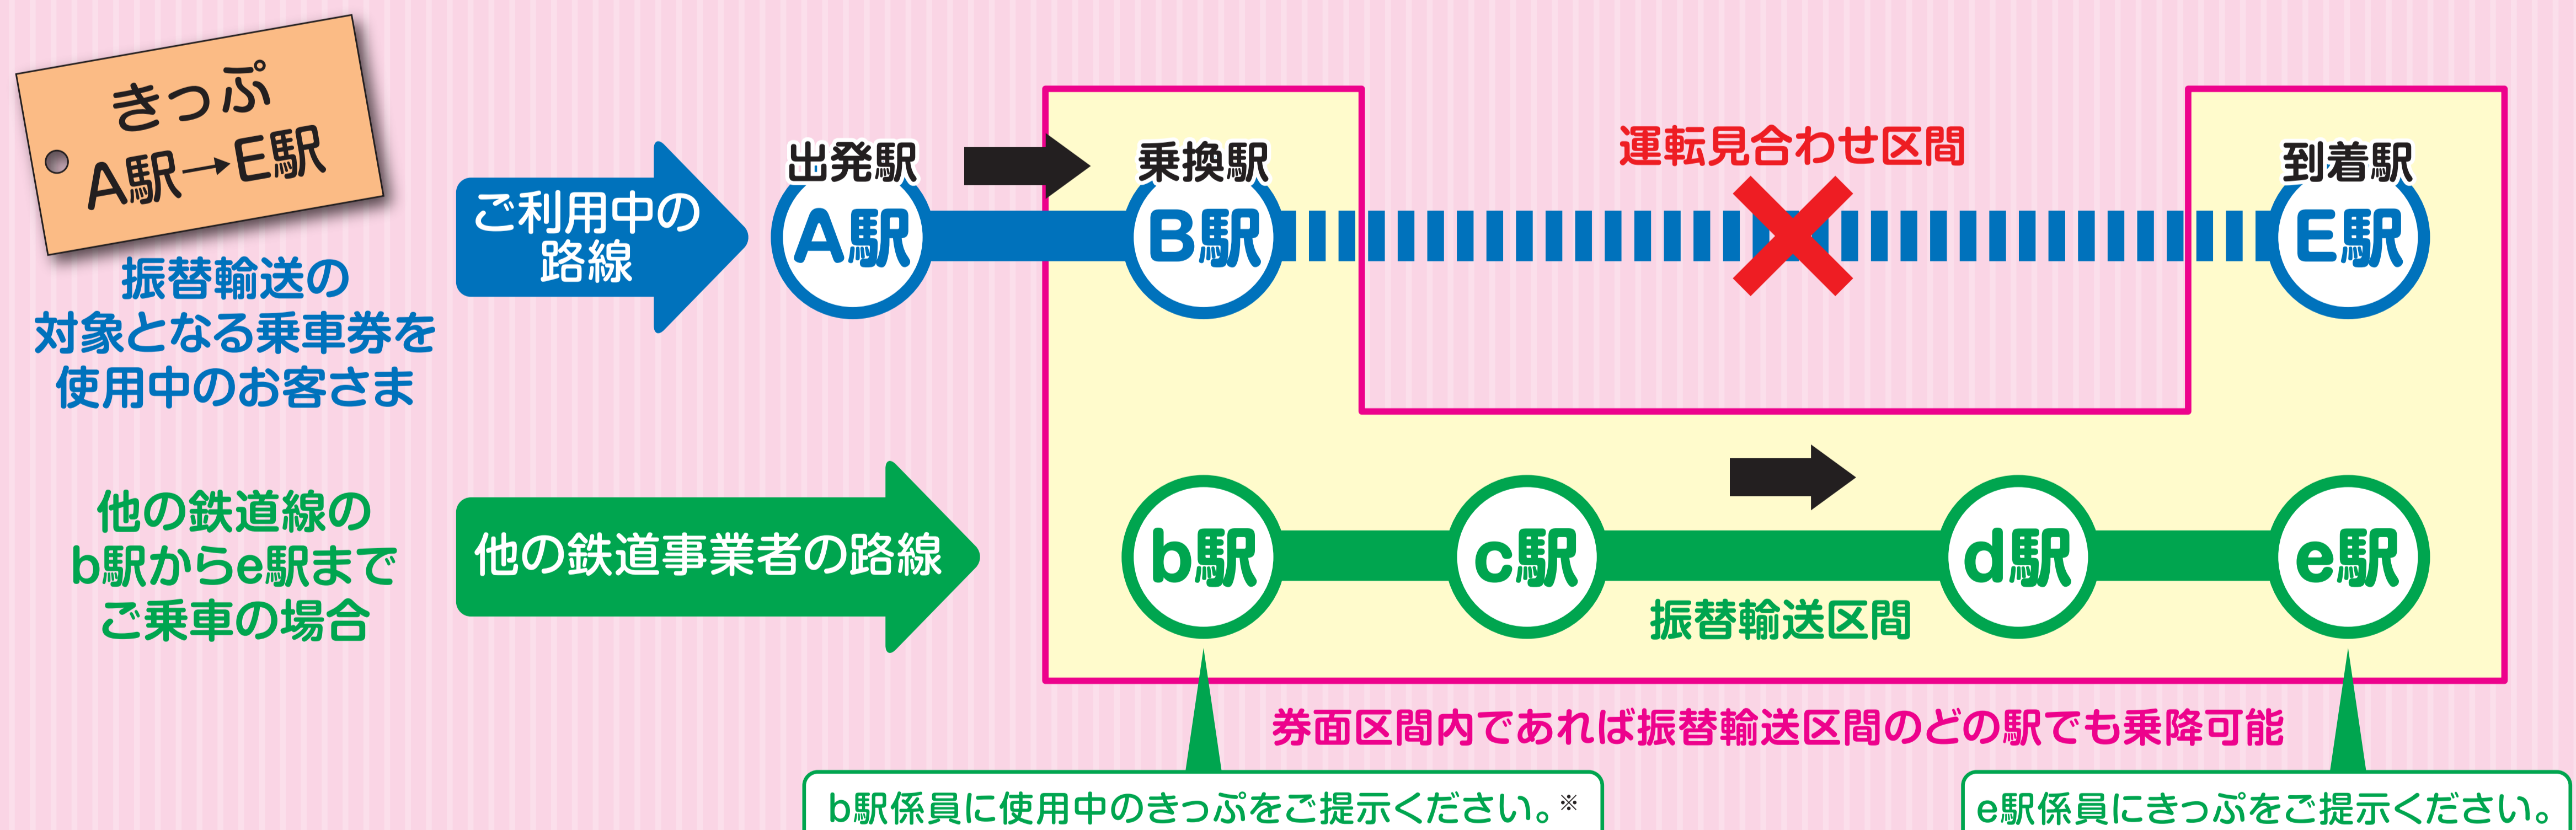 きっぷ
A駅→E駅
振替輸送の
対象となる乗車券を
使用中のお客さま
ご利用中の
路線
出発駅
A駅
乗換駅
B駅
運転見合わせ区間
到着駅
E駅
他の鉄道線の
b駅からe駅まで
ご乗車の場合
他の鉄道事業者の路線
b駅
c駅
d駅
e駅
振替輸送区間
券面区間内であれば振替輸送区間のどの駅でも乗降可能
b駅係員に使用中のきっぷをご提示ください。※
e駅係員にきっぷをご提示ください。